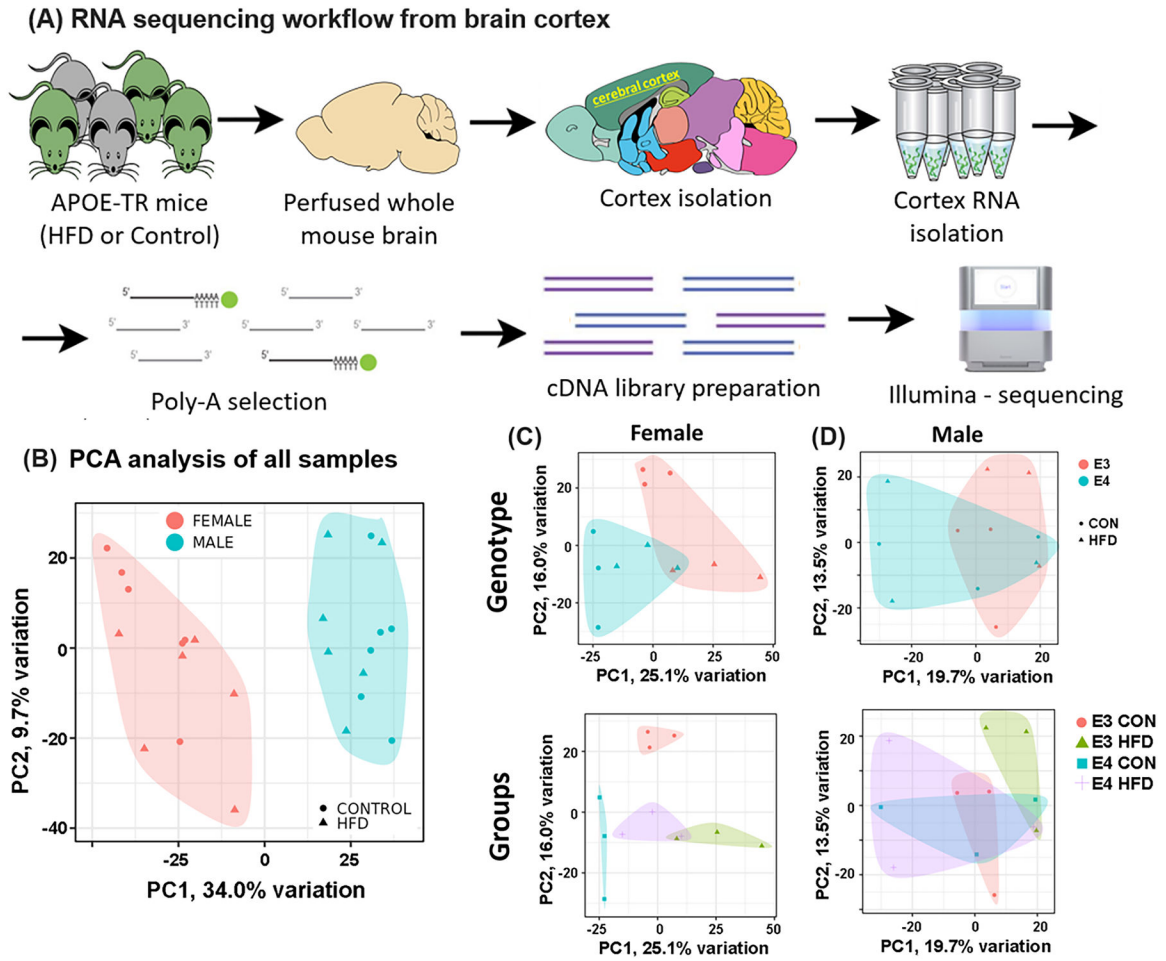 (A) RNA sequencing workflow from brain cortex
cerebral cortex
APOE-TR mice
(HFD or Control)
Perfused whole
mouse brain
Cortex isolation
Cortex RNA
isolation
5'
5' 3'
5' 3'
5' 3'
5' 3'
5' 3'
5'
Poly-A selection
cDNA library preparation
Start
Illumina - sequencing
(B) PCA analysis of all samples
FEMALE
MALE
20
0
-20
-40
-25 0 25
PC2, 9.7% variation
PC1, 34.0% variation
CONTROL
HFD
(C) Female
Genotype
PC2, 16.0% variation
20
0
-20
-25 0 25 50
PC1, 25.1% variation
(D) Male
PC2, 13.5% variation
20
0
-20
-20 0 20
PC1, 19.7% variation
E3
E4
CON
HFD
Groups
PC2, 16.0% variation
20
0
-20
-25 0 25 50
PC1, 25.1% variation
PC2, 13.5% variation
20
0
-20
-20 0 20
PC1, 19.7% variation
E3 CON
E3 HFD
E4 CON
E4 HFD